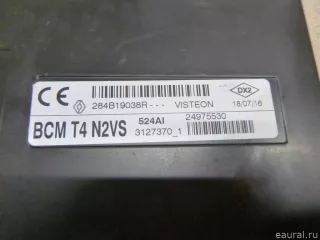 CE 284B19038R--- VISTEON DX2 18/07/16
BCM T4 N2VS 524AI 24975530
3127370_1
eaural.ru